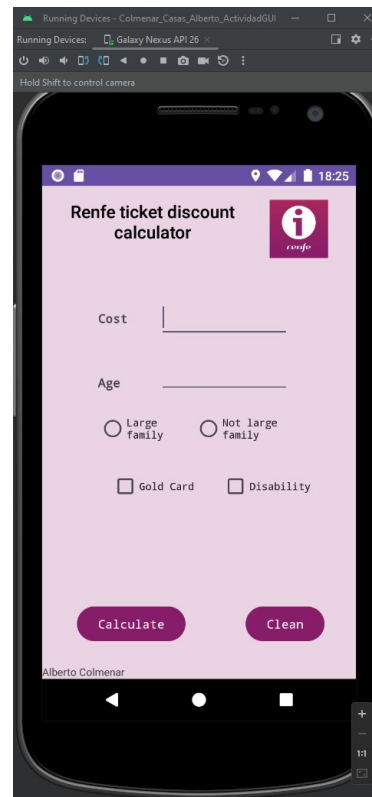 Running Devices - Colmenar_Casas_Alberto_ActividadGUI
Running Devices: Galaxy Nexus API 26
Hold Shift to control camera
18:25
Renfe ticket discount
calculator
i
renfe
Cost
Age
Large
family
Not large
family
Gold Card
Disability
Calculate
Clean
Alberto Colmenar
1:1